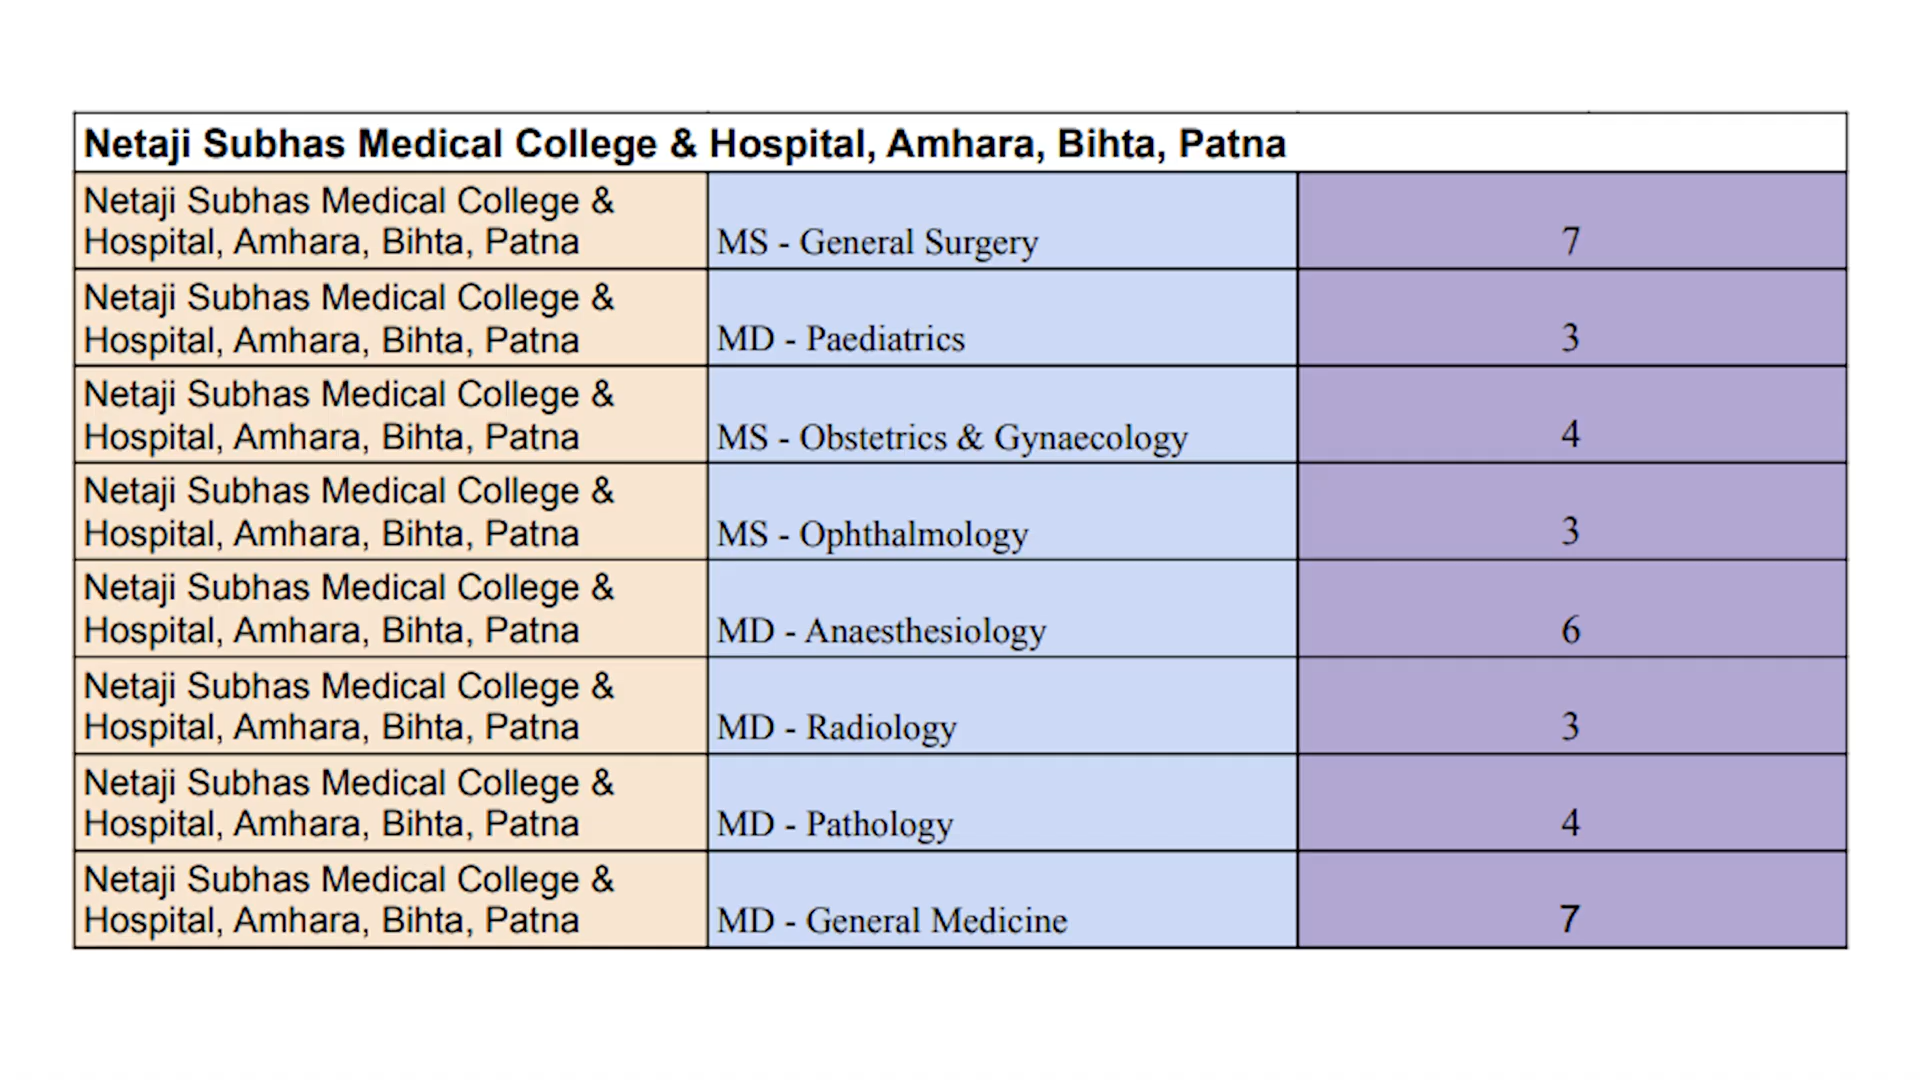 Netaji Subhas Medical College & Hospital, Amhara, Bihta, Patna
Netaji Subhas Medical College &
Hospital, Amhara, Bihta, Patna
MS - General Surgery
7
Netaji Subhas Medical College &
Hospital, Amhara, Bihta, Patna
MD - Paediatrics
3
Netaji Subhas Medical College &
Hospital, Amhara, Bihta, Patna
MS - Obstetrics & Gynaecology
4
Netaji Subhas Medical College &
Hospital, Amhara, Bihta, Patna
MS - Ophthalmology
3
Netaji Subhas Medical College &
Hospital, Amhara, Bihta, Patna
MD - Anaesthesiology
6
Netaji Subhas Medical College &
Hospital, Amhara, Bihta, Patna
MD - Radiology
3
Netaji Subhas Medical College &
Hospital, Amhara, Bihta, Patna
MD - Pathology
4
Netaji Subhas Medical College &
Hospital, Amhara, Bihta, Patna
MD - General Medicine
7